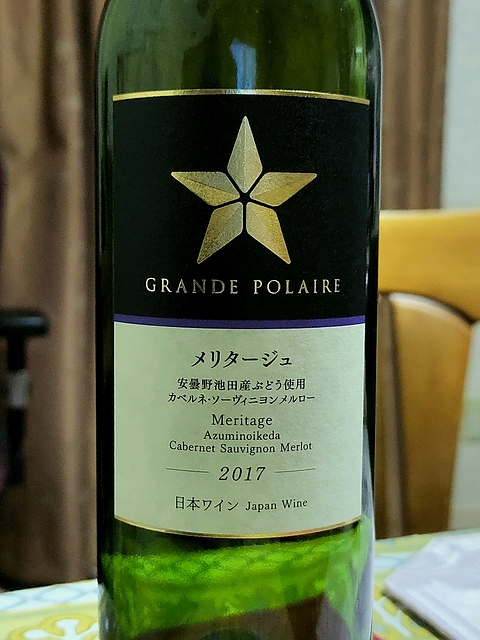 GRANDE POLAIRE
メリタージュ
安曇野池田産ぶどう使用
カベルネ・ソーヴィニヨンメルロー
Meritage
Azuminoikeda
Cabernet Sauvignon Merlot
2017
日本ワイン Japan Wine